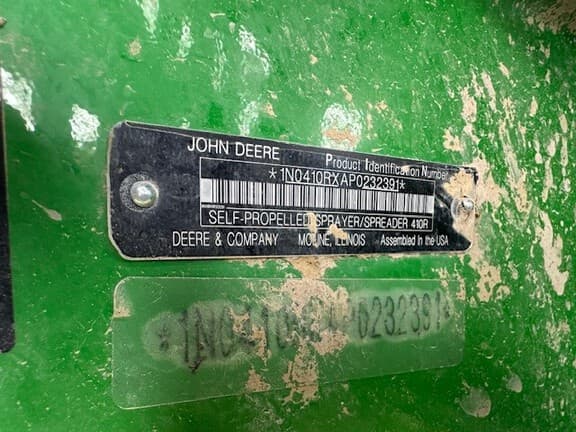 JOHN DEERE
Product Identification Number
*1N0410RXAP0232391*
SELF-PROPELLED SPRAYER/SPREADER 410R
DEERE & COMPANY MOLINE, ILLINOIS Assembled in the USA
*1N0410RXAP0232391*